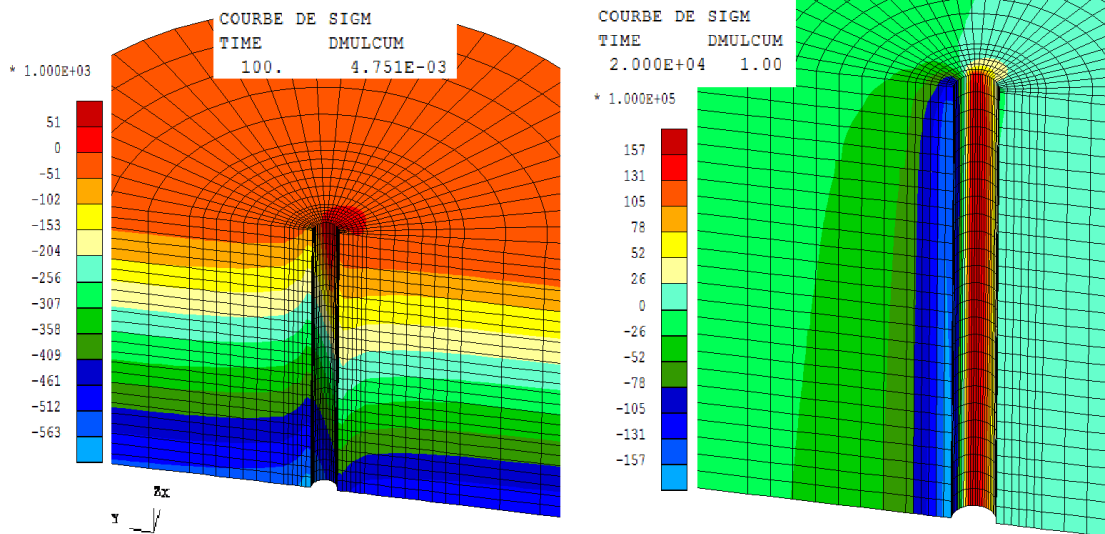 COURBE DE SIGM
TIME DMULCUM
100. 4.751E-03
* 1.000E+03
51
0
-51
-102
-153
-204
-256
-307
-358
-409
-461
-512
-563
Zx
Y
COURBE DE SIGM
TIME DMULCUM
2.000E+04 1.00
* 1.000E+05
157
131
105
78
52
26
0
-26
-52
-78
-105
-131
-157